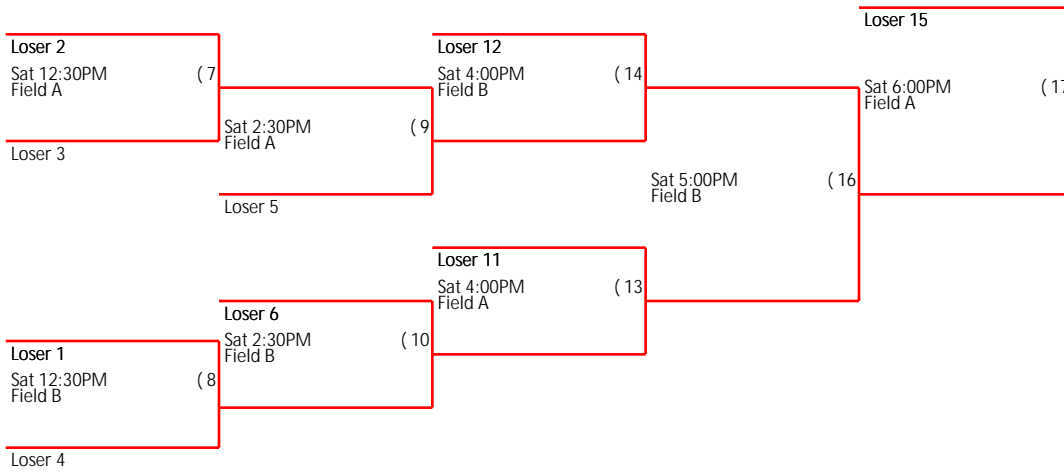 Loser 15
Loser 2
Loser 12
Sat 12:30PM ( 7
Field A
Sat 4:00PM ( 14
Field B
Sat 6:00PM ( 17
Field A
Sat 2:30PM ( 9
Field A
Loser 3
Sat 5:00PM ( 16
Field B
Loser 5
Loser 11
Sat 4:00PM ( 13
Field A
Loser 6
Sat 2:30PM ( 10
Field B
Loser 1
Sat 12:30PM ( 8
Field B
Loser 4